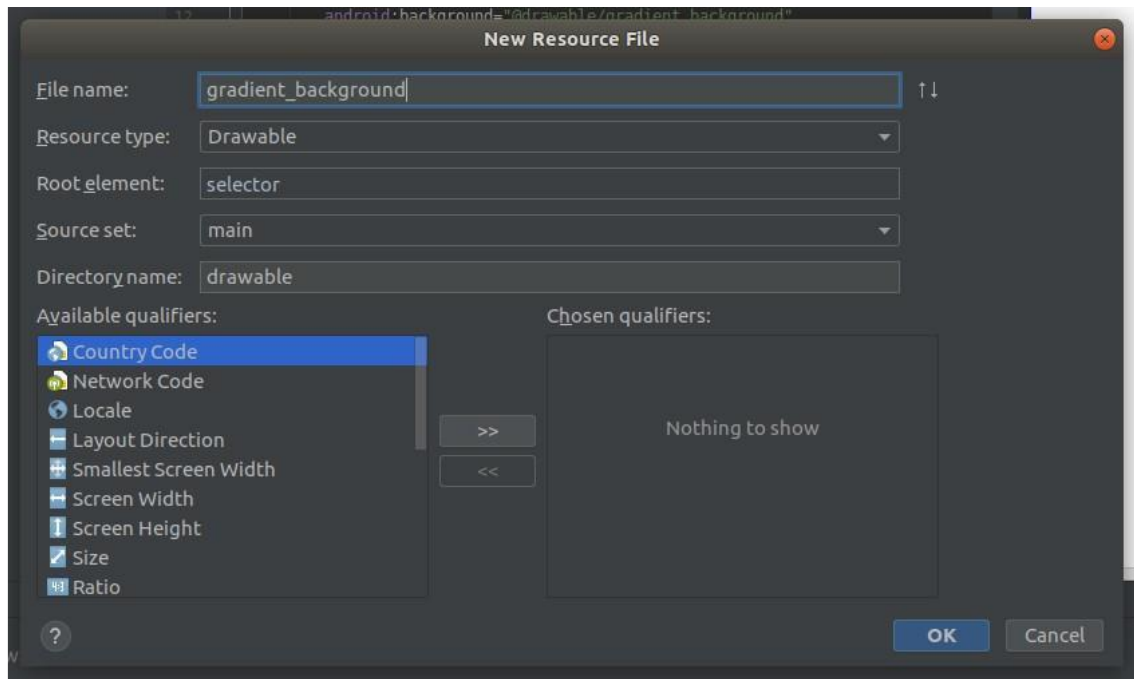 12 android:background="@drawable/gradient_background"
New Resource File
File name: gradient_background
Resource type: Drawable
Root element: selector
Source set: main
Directory name: drawable
Available qualifiers: Chosen qualifiers:
Country Code
Network Code
Locale
Layout Direction
Smallest Screen Width
Screen Width
Screen Height
Size
Ratio
>>
<<
Nothing to show
?
OK Cancel